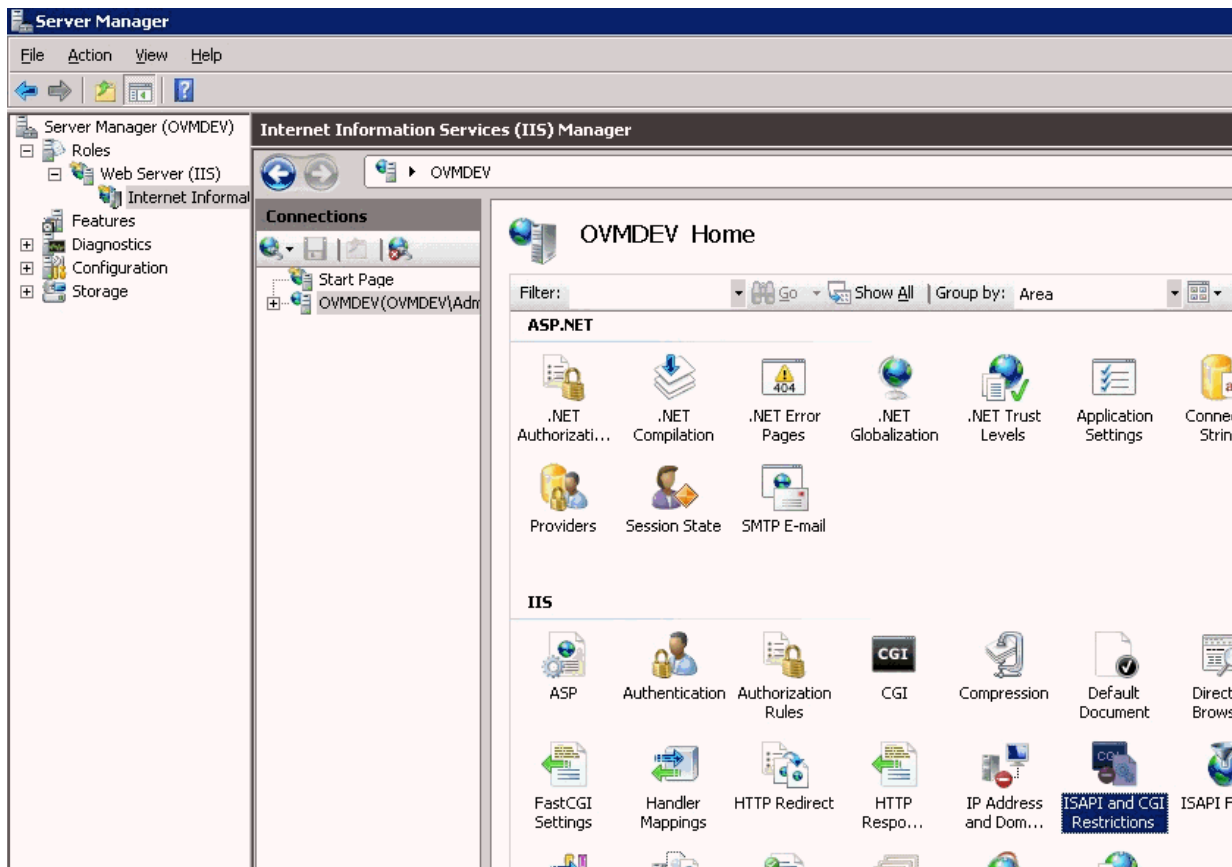 Server Manager
File Action View Help
Server Manager (OVMDEV)
Roles
Web Server (IIS)
Internet Informa
Features
Diagnostics
Configuration
Storage
Internet Information Services (IIS) Manager
OVMDEV
Connections
Start Page
OVMDEV(OVMDEV\Adm
OVMDEV Home
Filter: Go Show All Group by: Area
ASP.NET
.NET Authorizati...
.NET Compilation
.NET Error Pages
.NET Globalization
.NET Trust Levels
Application Settings
Connec
Strin
404
Providers
Session State
SMTP E-mail
IIS
CGI
ASP
Authentication
Authorization Rules
CGI
Compression
Default Document
Direct
Brows
FastCGI Settings
Handler Mappings
HTTP Redirect
HTTP Respo...
IP Address and Dom...
ISAPI and CGI Restrictions
ISAPI F